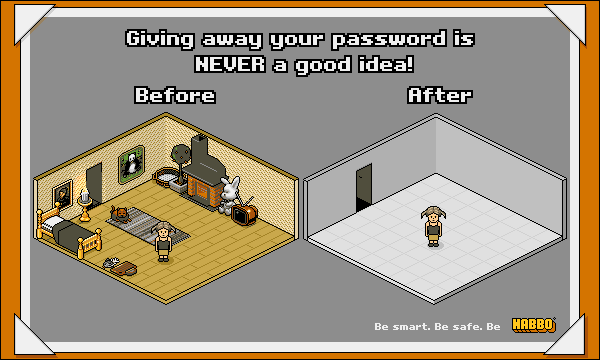 Giving away your password is
NEVER a good idea!
Before
After
Be smart. Be safe. Be HABBO